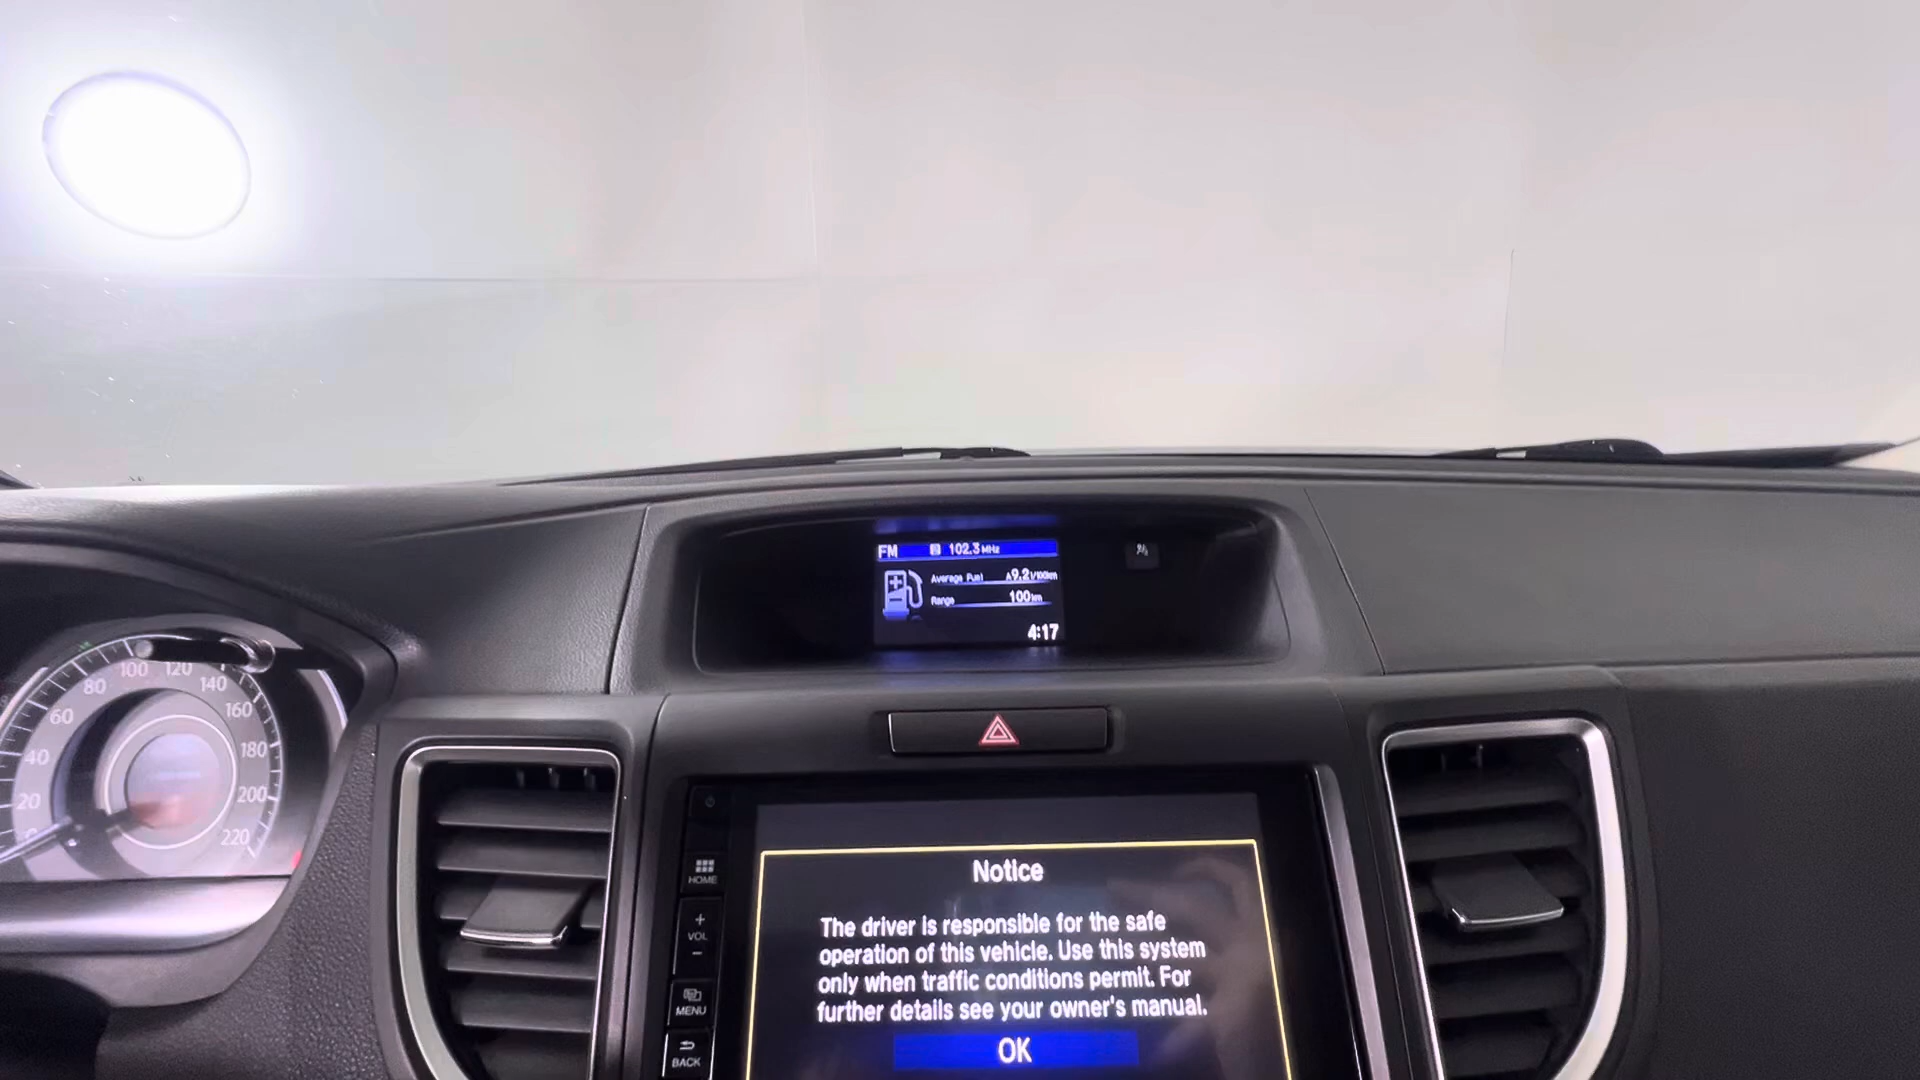 FM 102.3 MHz
Average Fuel A9.2 l/100km
Range 100 km
4:17
0
20
40
60
80
100
120
140
160
180
200
220
HOME
+
VOL
−
MENU
BACK
Notice
The driver is responsible for the safe
operation of this vehicle. Use this system
only when traffic conditions permit. For
further details see your owner's manual.
OK